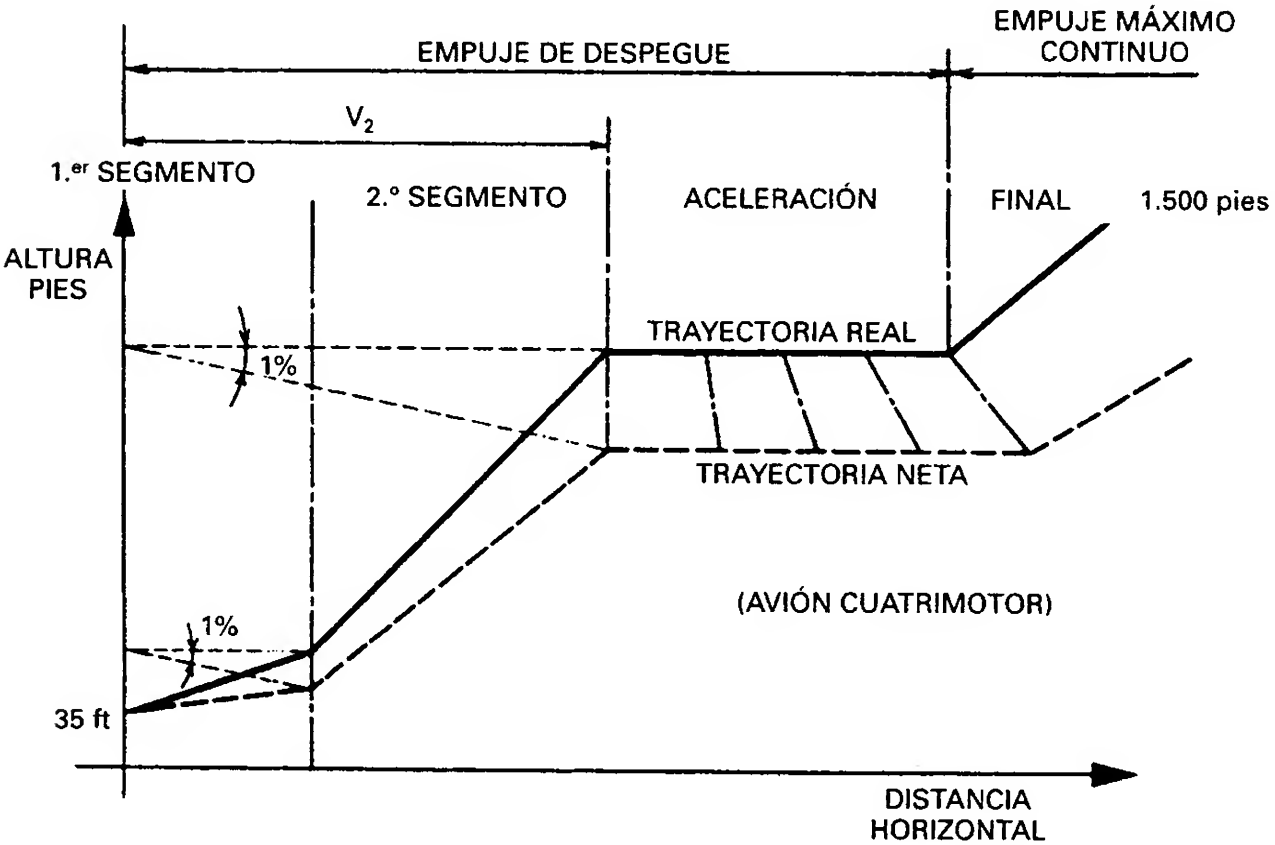 EMPUJE MÁXIMO
CONTINUO
EMPUJE DE DESPEGUE
V₂
1.er SEGMENTO
2.º SEGMENTO
ACELERACIÓN
FINAL
1.500 pies
ALTURA
PIES
TRAYECTORIA REAL
1%
TRAYECTORIA NETA
(AVIÓN CUATRIMOTOR)
1%
35 ft
DISTANCIA
HORIZONTAL